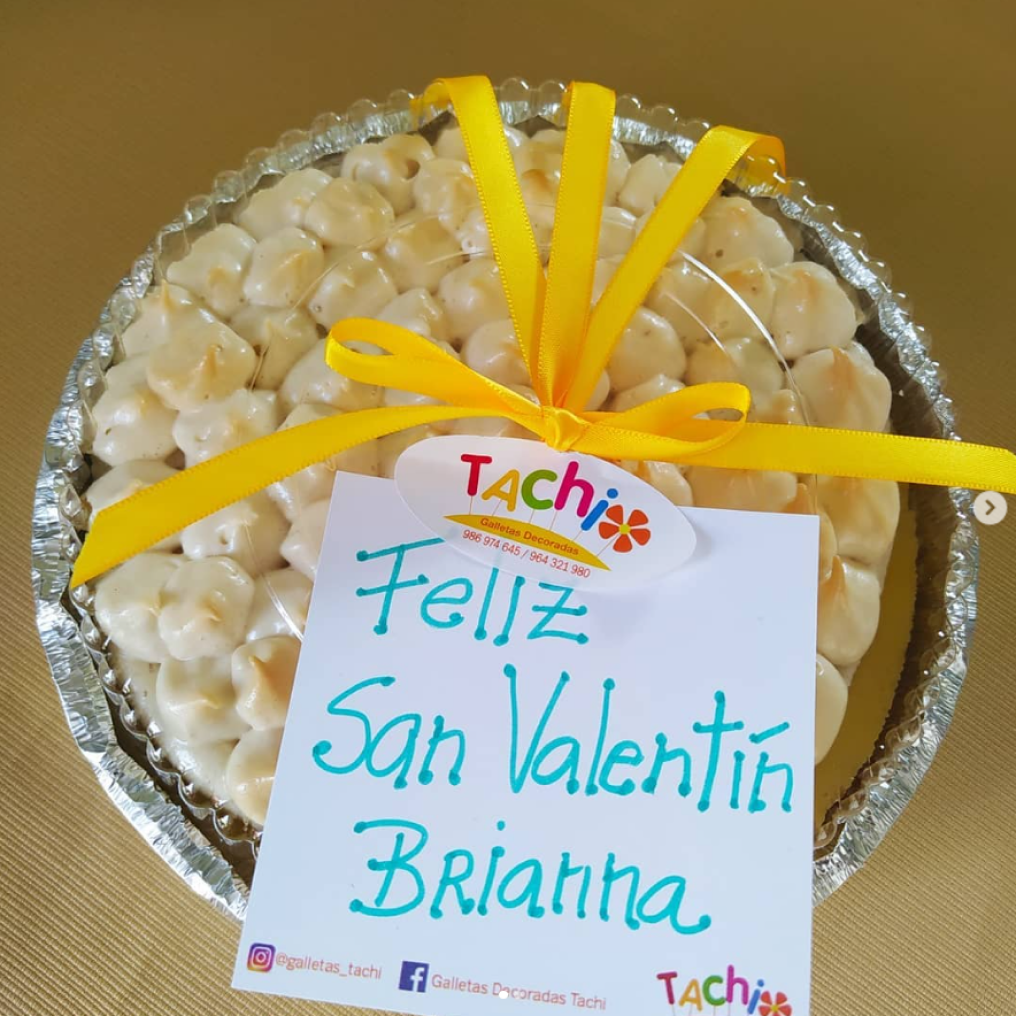 TACHi
Galletas Decoradas
986 974 645 / 964 321 980
Feliz
San Valentín
Brianna
@galletas_tachi
Galletas Decoradas Tachi
TACHi